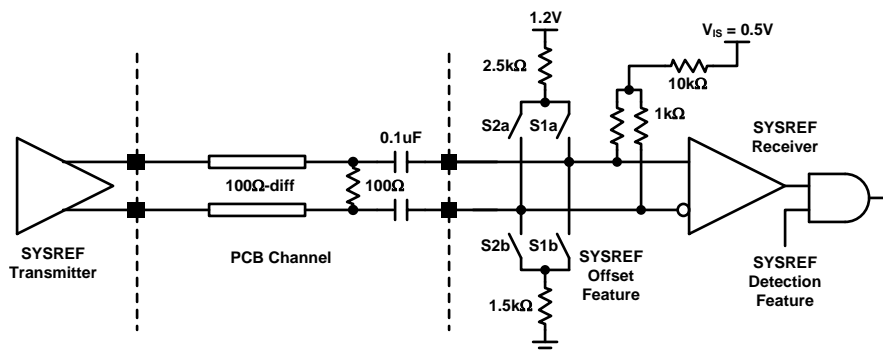 1.2V
V_IS = 0.5V
2.5kΩ
10kΩ
S2a
S1a
1kΩ
SYSREF
Receiver
0.1uF
100Ω-diff
100Ω
SYSREF
Transmitter
PCB Channel
S2b
S1b
SYSREF
Offset
Feature
SYSREF
Detection
Feature
1.5kΩ